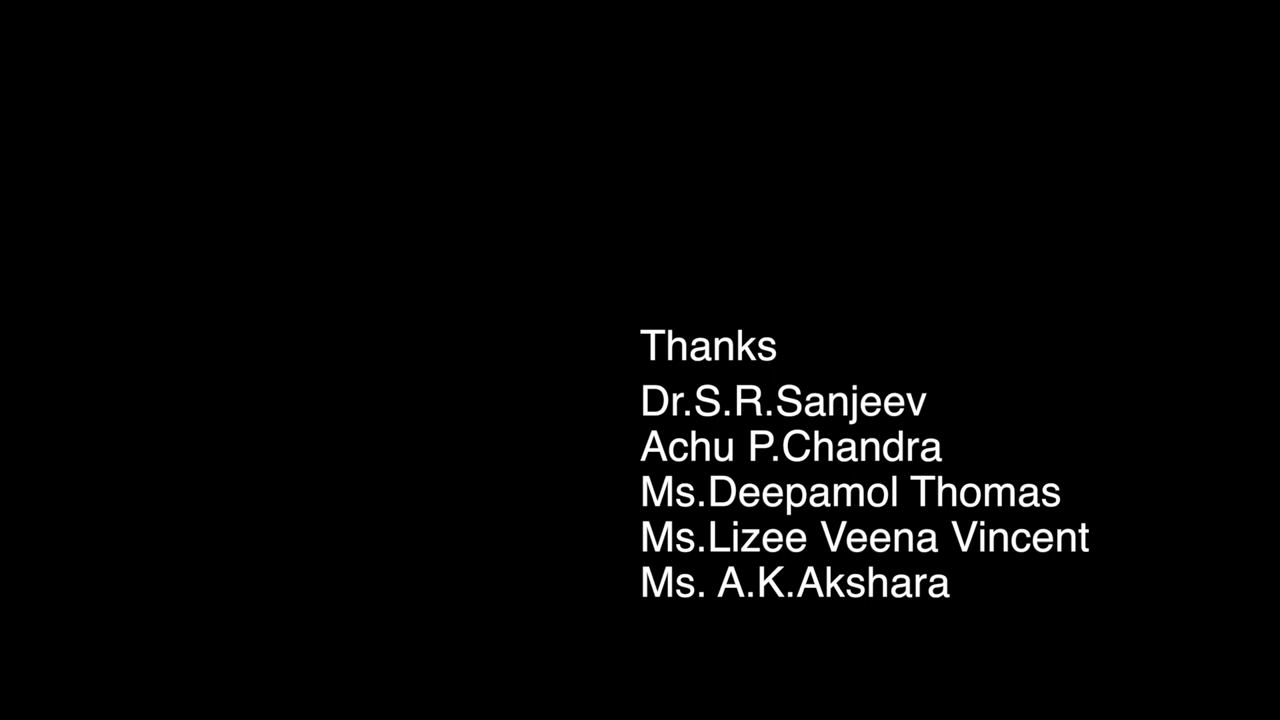 Thanks
Dr.S.R.Sanjeev
Achu P.Chandra
Ms.Deepamol Thomas
Ms.Lizee Veena Vincent
Ms. A.K.Akshara